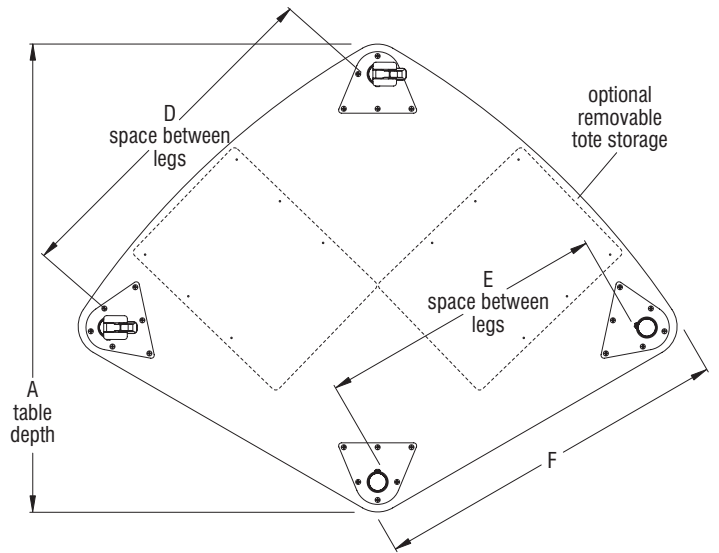 D
space between
legs
optional
removable
tote storage
E
space between
legs
A
table
depth
F